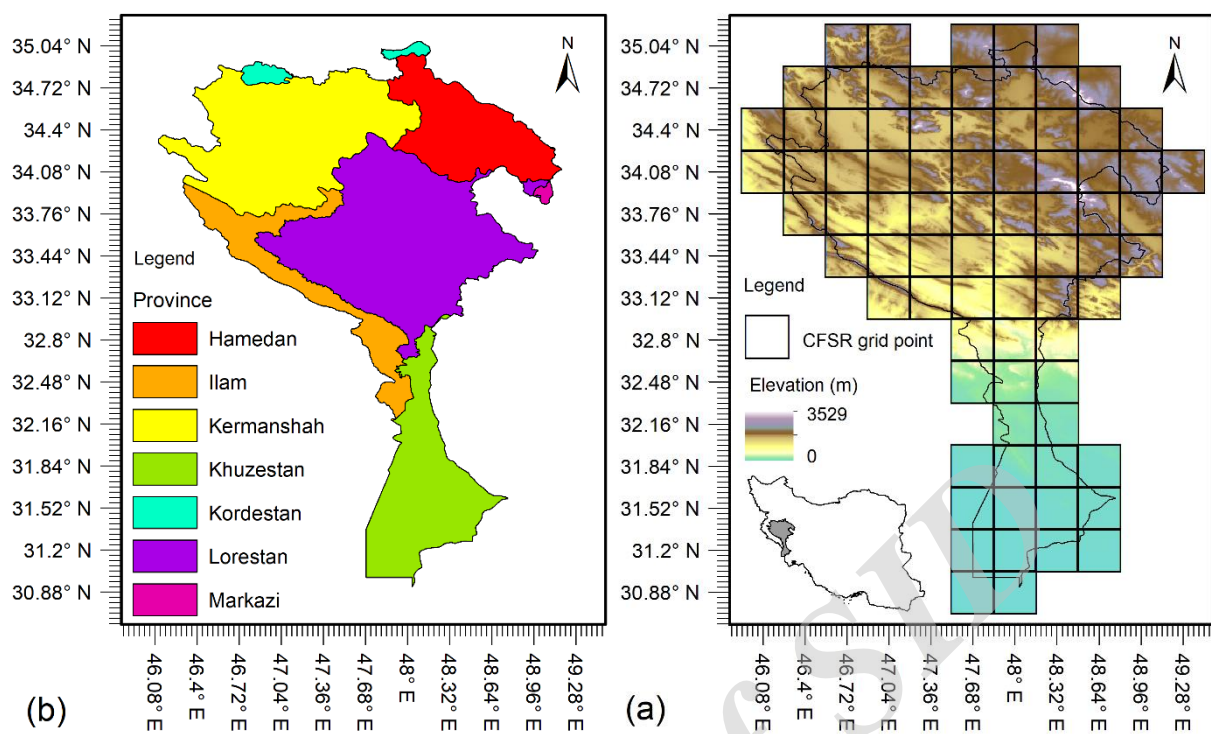 35.04° N
34.72° N
34.4° N
34.08° N
33.76° N
33.44° N
33.12° N
32.8° N
32.48° N
32.16° N
31.84° N
31.52° N
31.2° N
30.88° N
N
Legend
Province
Hamedan
Ilam
Kermanshah
Khuzestan
Kordestan
Lorestan
Markazi
46.08° E
46.4° E
46.72° E
47.04° E
47.36° E
47.68° E
48° E
48.32° E
48.64° E
48.96° E
49.28° E
(b)
35.04° N
34.72° N
34.4° N
34.08° N
33.76° N
33.44° N
33.12° N
32.8° N
32.48° N
32.16° N
31.84° N
31.52° N
31.2° N
30.88° N
N
Legend
CFSR grid point
Elevation (m)
3529
0
46.08° E
46.4° E
46.72° E
47.04° E
47.36° E
47.68° E
48° E
48.32° E
48.64° E
48.96° E
49.28° E
(a)
f SID